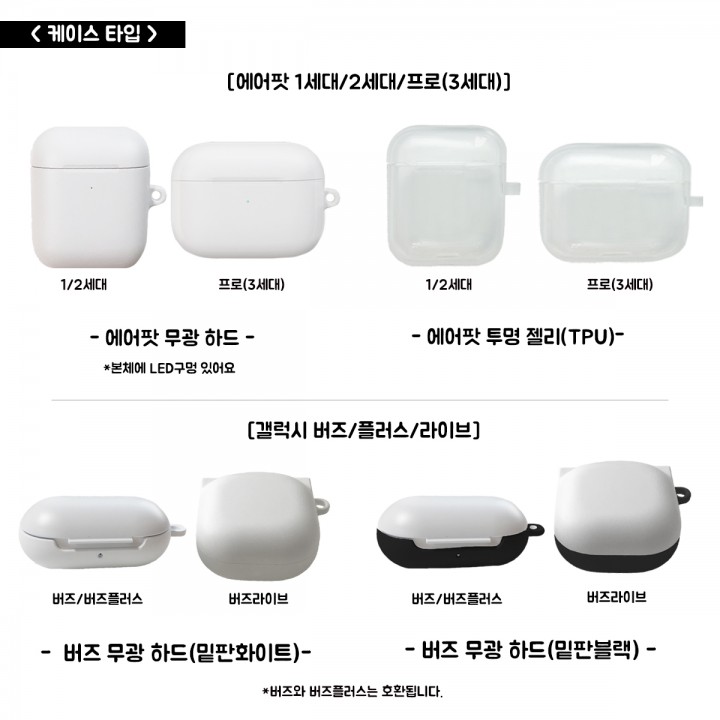 < 케이스 타입 >
[에어팟 1세대/2세대/프로(3세대)]
1/2세대
프로(3세대)
1/2세대
프로(3세대)
- 에어팟 무광 하드 -
- 에어팟 투명 젤리(TPU)-
*본체에 LED구멍 있어요
[갤럭시 버즈/플러스/라이브]
버즈/버즈플러스
버즈라이브
버즈/버즈플러스
버즈라이브
- 버즈 무광 하드(밑판화이트)-
- 버즈 무광 하드(밑판블랙) -
*버즈와 버즈플러스는 호환됩니다.